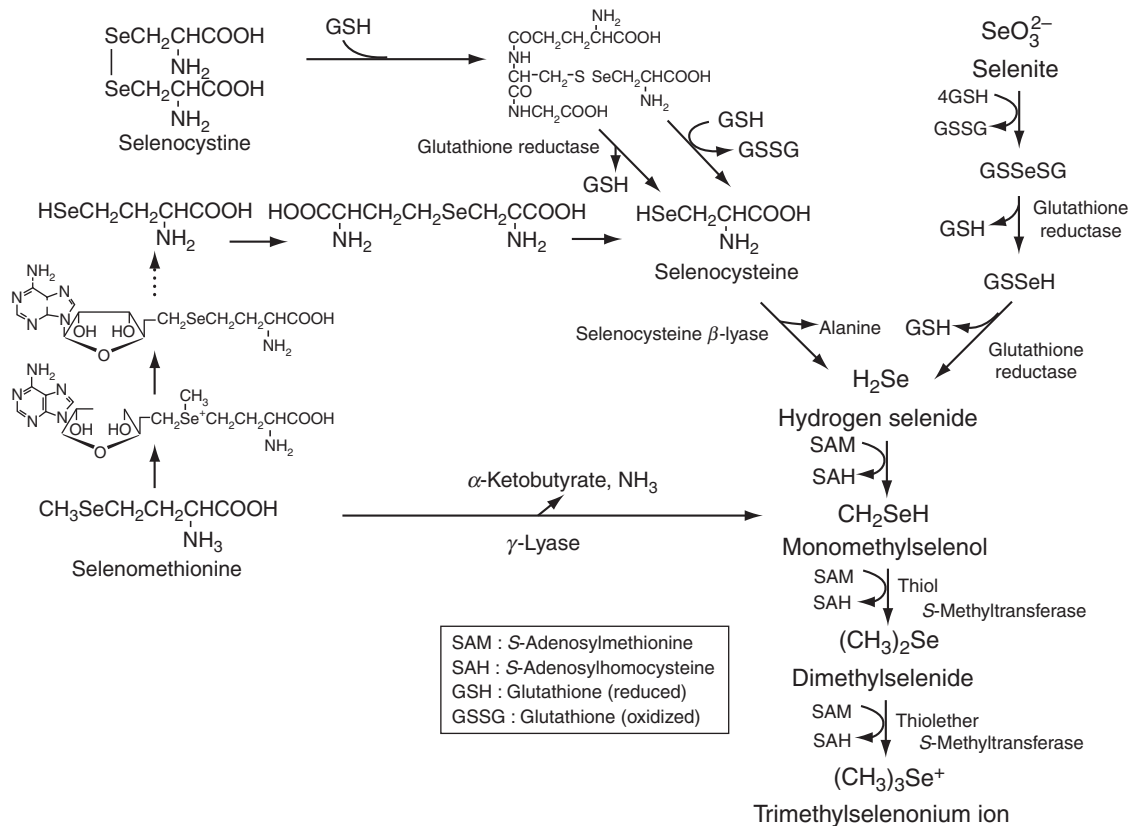 SeCH₂CHCOOH
NH₂
SeCH₂CHCOOH
NH₂
Selenocystine
GSH
NH₂
COCH₂CH₂CHCOOH
NH
CH–CH₂–S SeCH₂CHCOOH
CO NH₂
NHCH₂COOH
Glutathione reductase
GSH
GSH
GSSG
SeO₃²⁻
Selenite
4GSH
GSSG
GSSeSG
GSH
Glutathione
reductase
GSSeH
GSH
Glutathione
reductase
HSeCH₂CH₂CHCOOH
NH₂
HOOCCHCH₂CH₂SeCH₂CHCOOH
NH₂ NH₂
HSeCH₂CHCOOH
NH₂
Selenocysteine
Selenocysteine β-lyase
Alanine
H₂Se
Hydrogen selenide
NH₂
N N
N N
OH HO
O
CH₂SeCH₂CH₂CHCOOH
NH₂
NH₂
N N
N N
OH HO
O
CH₃
CH₂Se⁺CH₂CH₂CHCOOH
NH₂
CH₃SeCH₂CH₂CHCOOH
NH₃
Selenomethionine
α-Ketobutyrate, NH₃
γ-Lyase
SAM
SAH
CH₂SeH
Monomethylselenol
SAM
SAH
Thiol
S-Methyltransferase
(CH₃)₂Se
Dimethylselenide
SAM
SAH
Thiolether
S-Methyltransferase
(CH₃)₃Se⁺
Trimethylselenonium ion
SAM : S-Adenosylmethionine
SAH : S-Adenosylhomocysteine
GSH : Glutathione (reduced)
GSSG : Glutathione (oxidized)